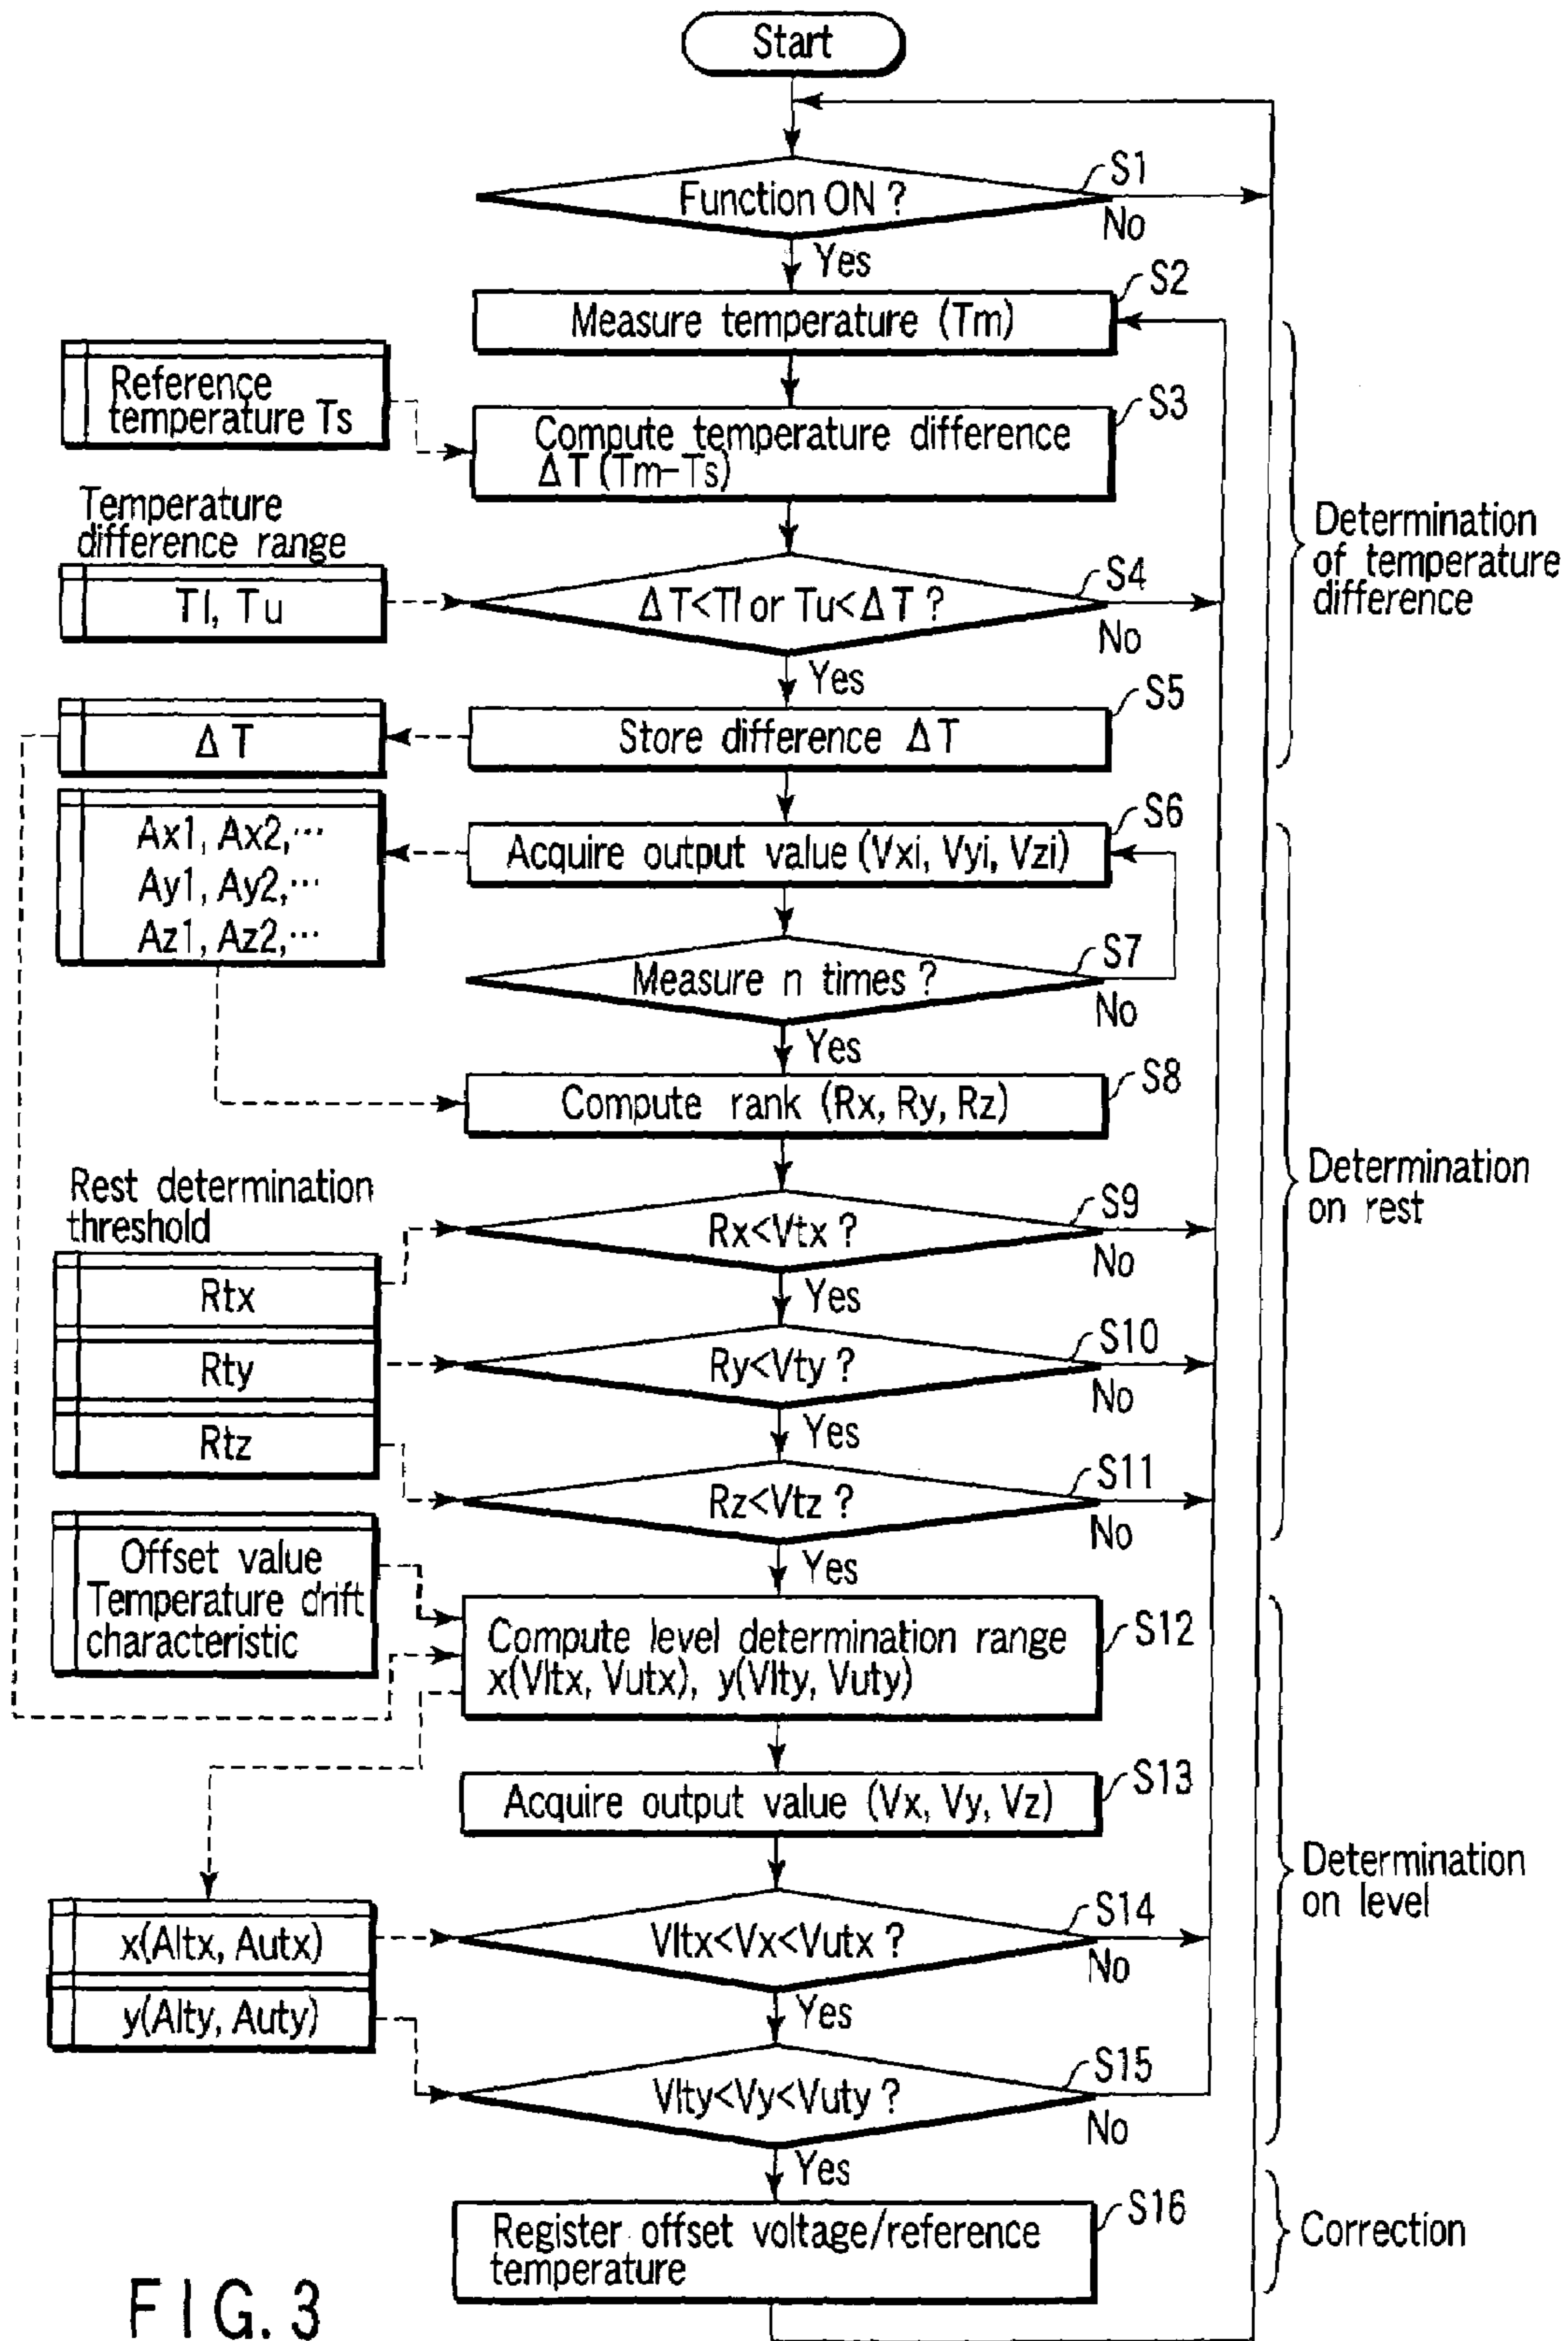 Start
Function ON ?
S1
No
Yes
S2
Measure temperature (Tm)
Reference
temperature Ts
S3
Compute temperature difference
ΔT (Tm-Ts)
Temperature
difference range
Tl, Tu
ΔT<Tl or Tu<ΔT ?
S4
No
Yes
Determination
of temperature
difference
S5
Store difference ΔT
ΔT
S6
Acquire output value (Vxi, Vyi, Vzi)
Ax1, Ax2,···
Ay1, Ay2,···
Az1, Az2,···
S7
Measure n times ?
No
Yes
S8
Compute rank (Rx, Ry, Rz)
Determination
on rest
Rest determination
threshold
Rtx
Rty
Rtz
S9
Rx<Vtx ?
No
Yes
S10
Ry<Vty ?
No
Yes
S11
Rz<Vtz ?
No
Yes
Offset value
Temperature drift
characteristic
S12
Compute level determination range
x(Vltx, Vutx), y(Vlty, Vuty)
S13
Acquire output value (Vx, Vy, Vz)
Determination
on level
x(Altx, Autx)
y(Alty, Auty)
S14
Vltx<Vx<Vutx ?
No
Yes
S15
Vlty<Vy<Vuty ?
No
Yes
S16
Register offset voltage/reference
temperature
Correction
FIG. 3